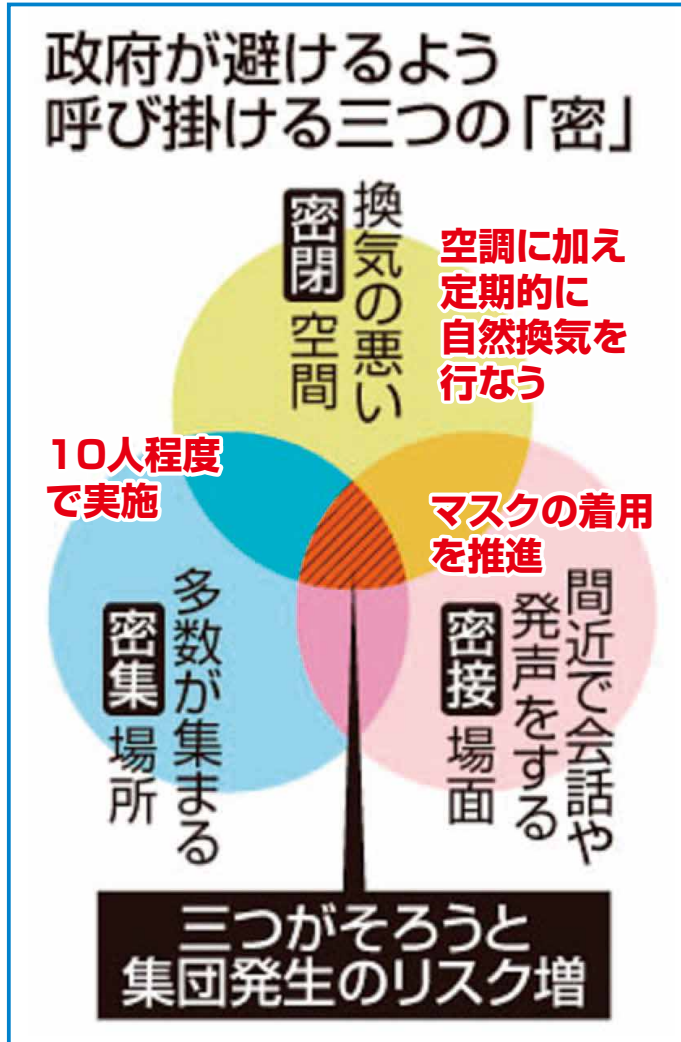 政府が避けるよう
呼び掛ける三つの「密」
換気の悪い
密閉空間
空調に加え
定期的に
自然換気を
行なう
10人程度
で実施
マスクの着用
を推進
多数が集まる
密集場所
間近で会話や
発声をする
密接場面
三つがそろうと
集団発生のリスク増